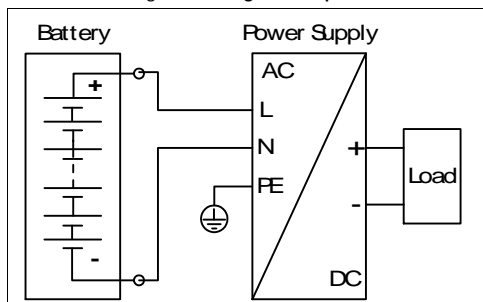 Battery
Power Supply
AC
+
L
N
+
PE
Load
-
-
DC